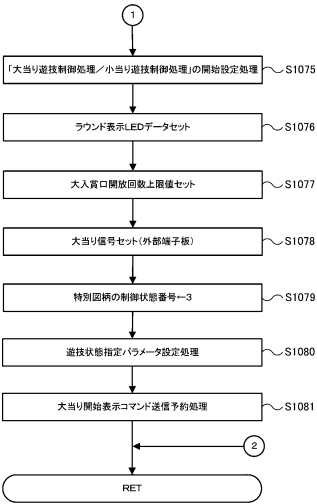 1
「大当り遊技制御処理／小当り遊技制御処理」の開始設定処理 S1075
ラウンド表示LEDデータセット S1076
大入賞口開放回数上限値セット S1077
大当り信号セット(外部端子板) S1078
特別図柄の制御状態番号←3 S1079
遊技状態指定パラメータ設定処理 S1080
大当り開始表示コマンド送信予約処理 S1081
2
RET